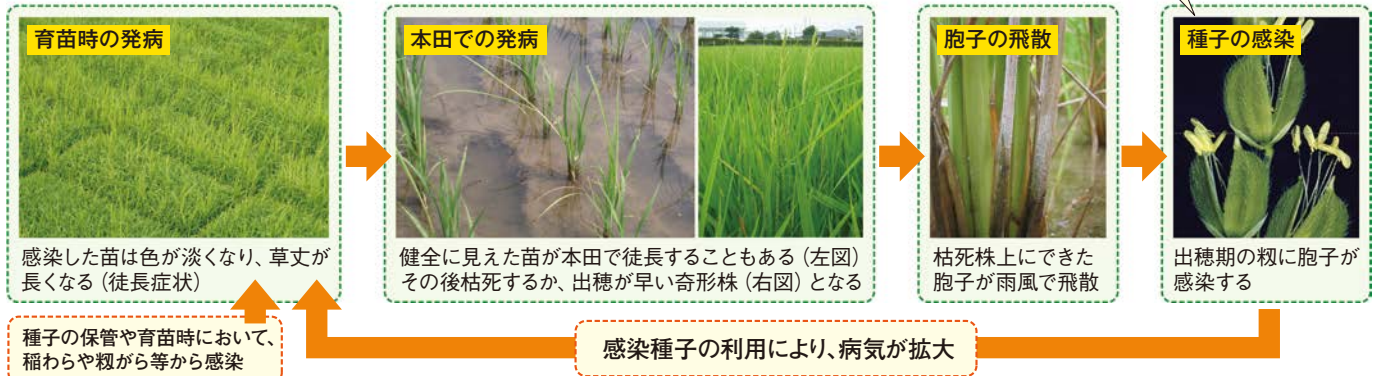 育苗時の発病
感染した苗は色が淡くなり、草丈が
長くなる（徒長症状）
本田での発病
健全に見えた苗が本田で徒長することもある（左図）
その後枯死するか、出穂が早い奇形株（右図）となる
胞子の飛散
枯死株上にできた
胞子が雨風で飛散
種子の感染
出穂期の籾に胞子が
感染する
種子の保管や育苗時において、
稲わらや籾がら等から感染
感染種子の利用により、病気が拡大